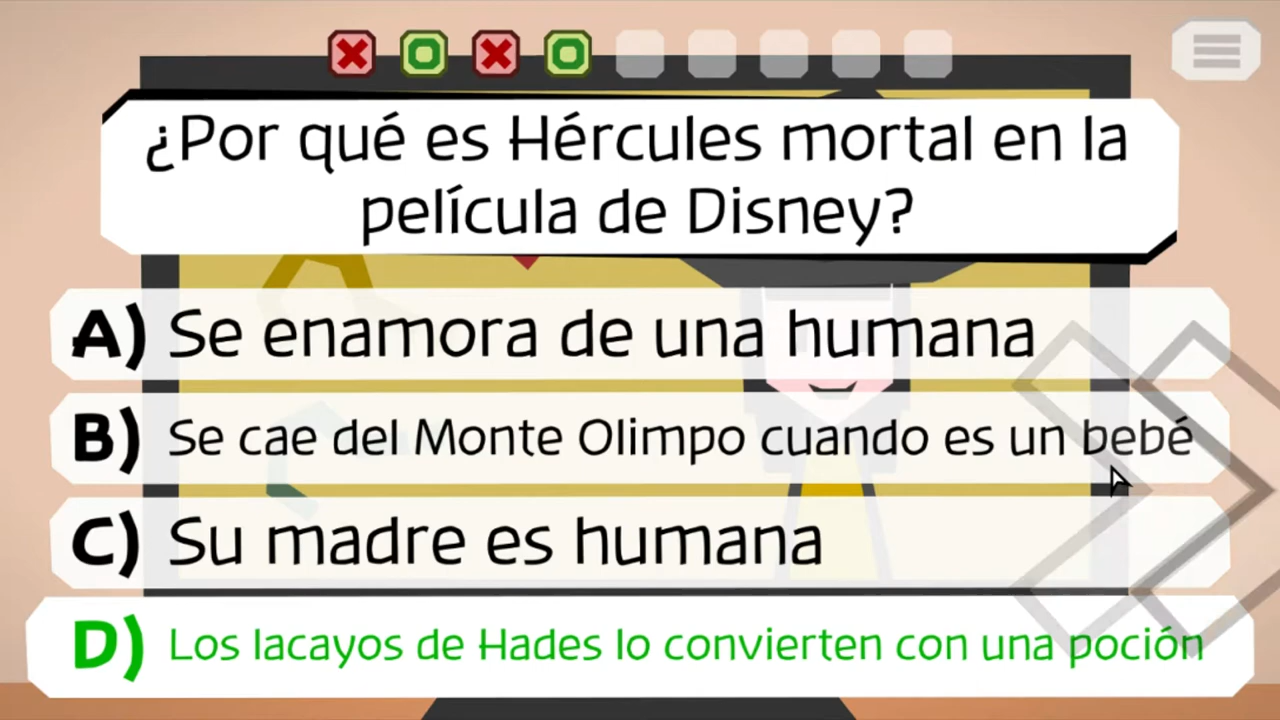 ¿Por qué es Hércules mortal en la
película de Disney?
A) Se enamora de una humana
B) Se cae del Monte Olimpo cuando es un bebé
C) Su madre es humana
D) Los lacayos de Hades lo convierten con una poción